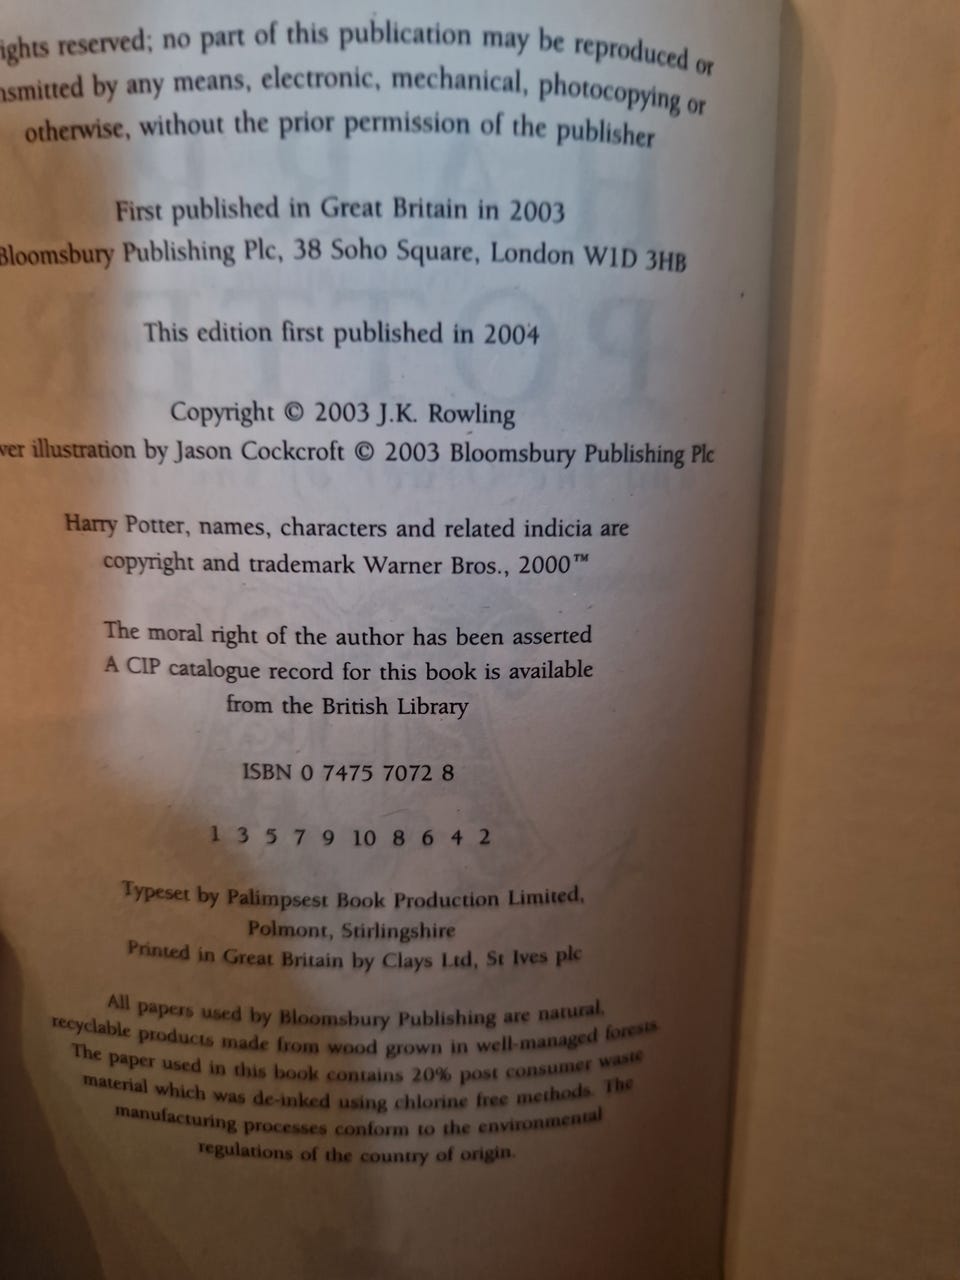 ights reserved; no part of this publication may be reproduced or
nsmitted by any means, electronic, mechanical, photocopying or
otherwise, without the prior permission of the publisher
First published in Great Britain in 2003
Bloomsbury Publishing Plc, 38 Soho Square, London W1D 3HB
This edition first published in 2004
Copyright © 2003 J.K. Rowling
ver illustration by Jason Cockcroft © 2003 Bloomsbury Publishing Plc
Harry Potter, names, characters and related indicia are
copyright and trademark Warner Bros., 2000™
The moral right of the author has been asserted
A CIP catalogue record for this book is available
from the British Library
ISBN 0 7475 7072 8
1 3 5 7 9 10 8 6 4 2
Typeset by Palimpsest Book Production Limited,
Polmont, Stirlingshire
Printed in Great Britain by Clays Ltd, St Ives plc
All papers used by Bloomsbury Publishing are natural,
recyclable products made from wood grown in well-managed forests
The paper used in this book contains 20% post consumer waste
material which was de-inked using chlorine free methods. The
manufacturing processes conform to the environmental
regulations of the country of origin.